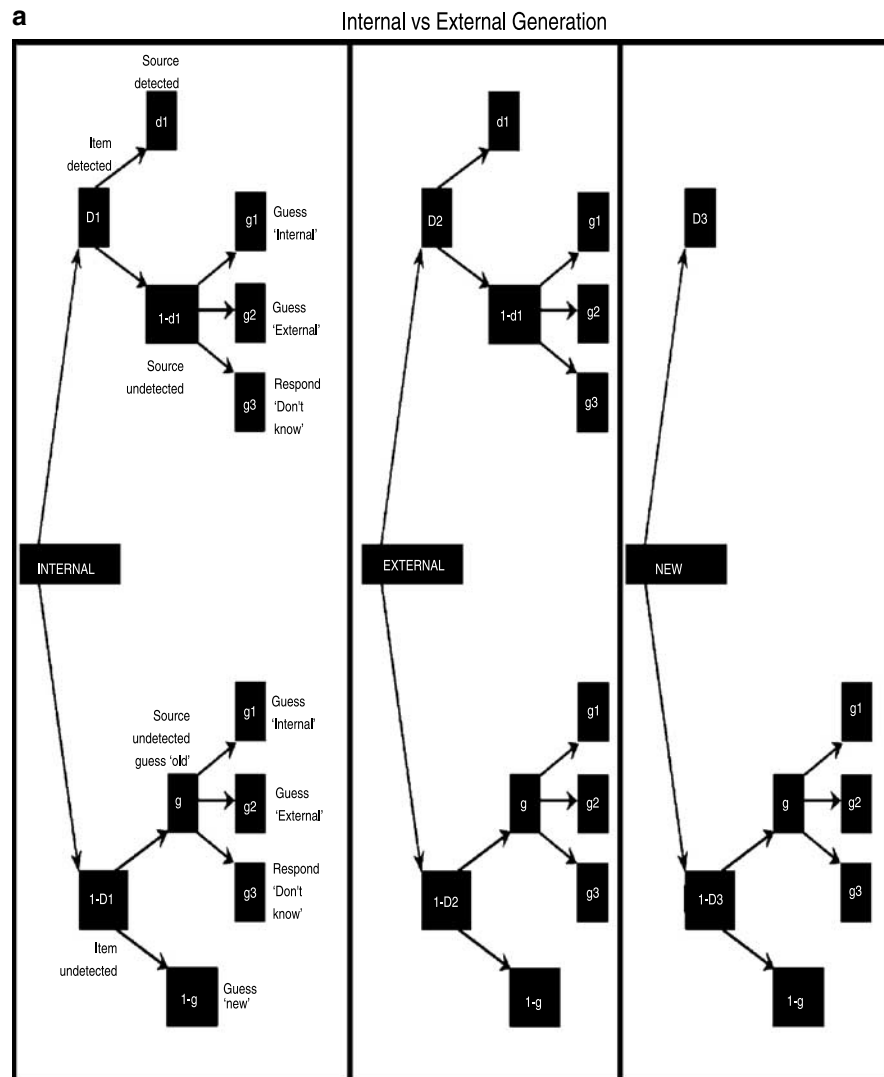 a
Internal vs External Generation
Source
detected
d1
Item
detected
D1
g1
Guess
'Internal'
1-d1
g2
Guess
'External'
Source
undetected
g3
Respond
'Don't
know'
INTERNAL
Source
undetected
guess 'old'
g1
Guess
'Internal'
g
g2
Guess
'External'
1-D1
g3
Respond
'Don't
know'
Item
undetected
1-g
Guess
'new'
d1
D2
g1
1-d1
g2
g3
EXTERNAL
g1
g
g2
1-D2
g3
1-g
D3
NEW
g1
g
g2
1-D3
g3
1-g